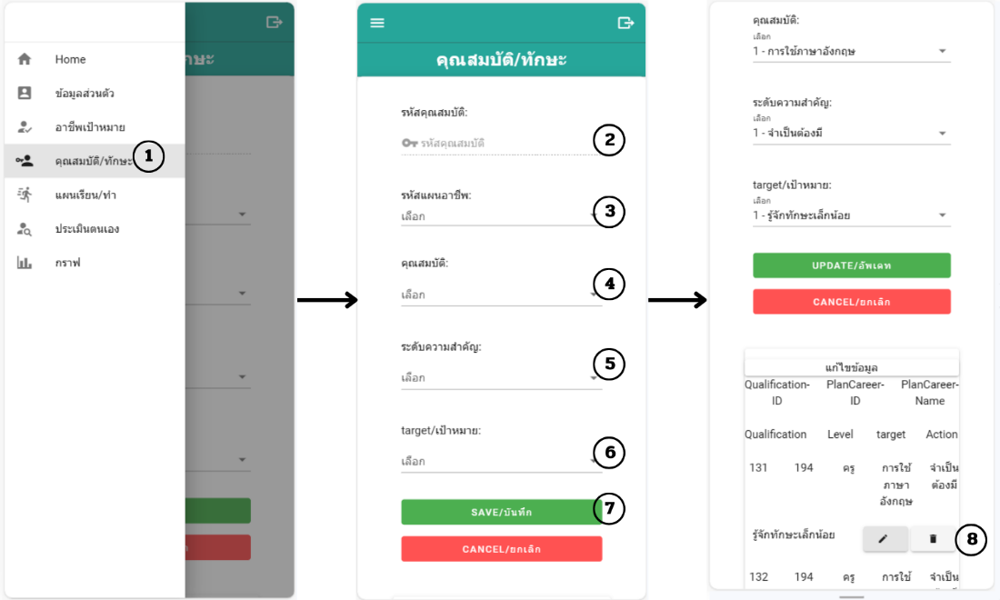 ทักษะ
Home
ข้อมูลส่วนตัว
อาชีพเป้าหมาย
คุณสมบัติ/ทักษะ
1
แผนเรียน/ทำ
ประเมินตนเอง
กราฟ
คุณสมบัติ/ทักษะ
รหัสคุณสมบัติ:
รหัสคุณสมบัติ
2
รหัสแผนอาชีพ:
เลือก
3
คุณสมบัติ:
เลือก
4
ระดับความสำคัญ:
เลือก
5
target/เป้าหมาย:
เลือก
6
SAVE/บันทึก
7
CANCEL/ยกเลิก
คุณสมบัติ:
เลือก
1 - การใช้ภาษาอังกฤษ
ระดับความสำคัญ:
เลือก
1 - จำเป็นต้องมี
target/เป้าหมาย:
เลือก
1 - รู้จักทักษะเล็กน้อย
UPDATE/อัพเดท
CANCEL/ยกเลิก
แก้ไขข้อมูล
Qualification- PlanCareer- PlanCareer-
ID ID Name
Qualification Level target Action
131 194 ครู การใช้ จำเป็น
ภาษา ต้องมี
อังกฤษ
รู้จักทักษะเล็กน้อย
8
132 194 ครู การใช้ จำเป็น